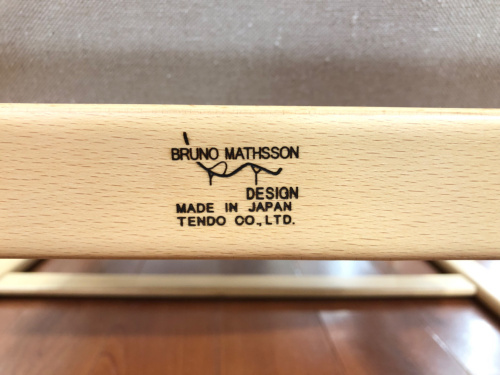 BRUNO MATHSSON
DESIGN
MADE IN JAPAN
TENDO CO.,LTD.